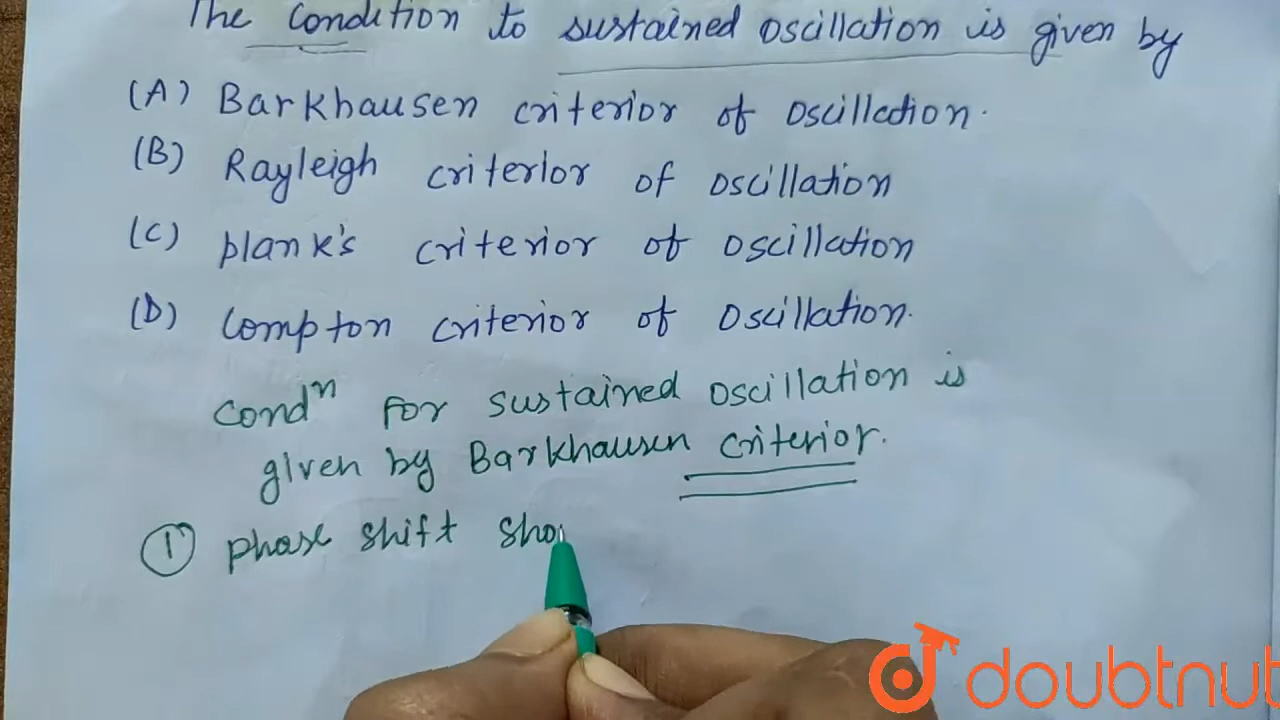 The Condition to sustained oscillation is given by
(A) Barkhausen criterior of oscillation.
(B) Rayleigh criterior of oscillation
(C) plank's criterior of oscillation
(D) Compton criterior of oscillation.
condn for sustained oscillation is
given by Barkhausen criterior.
① phase shift sho
doubtnut